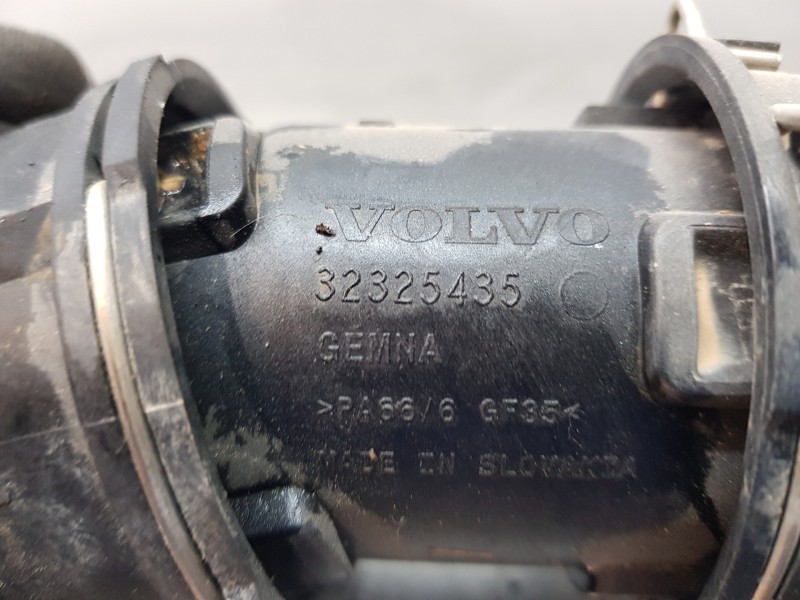 VOLVO
32325435
GEMNA
>PA66/6 GF35<
MADE IN SLOVAKIA